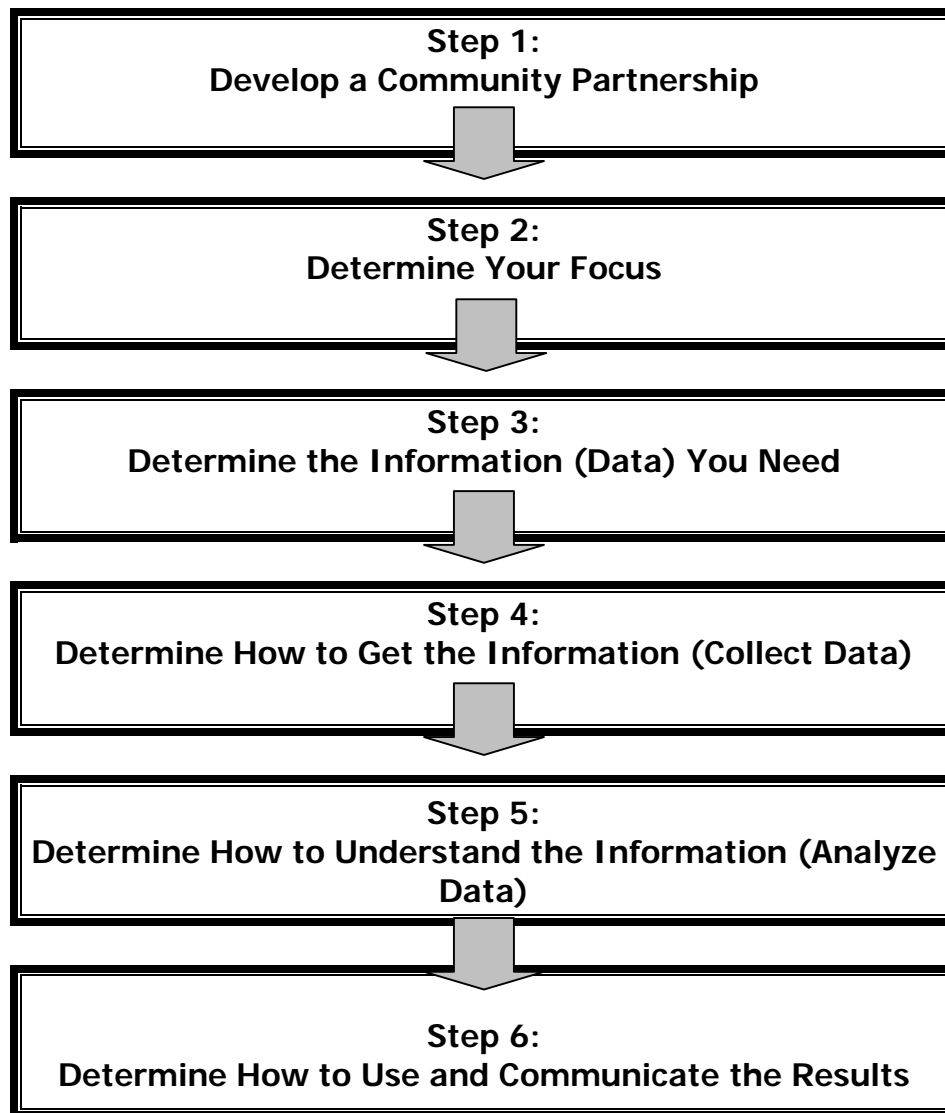 Step 1:
Develop a Community Partnership
Step 2:
Determine Your Focus
Step 3:
Determine the Information (Data) You Need
Step 4:
Determine How to Get the Information (Collect Data)
Step 5:
Determine How to Understand the Information (Analyze
Data)
Step 6:
Determine How to Use and Communicate the Results